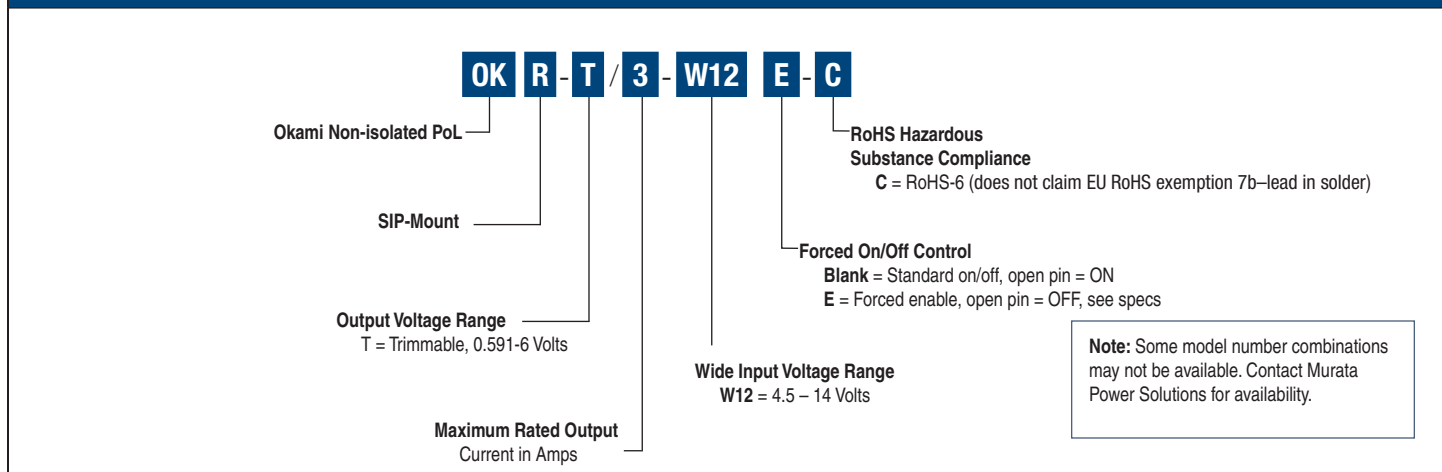 OK R - T / 3 - W12 E - C
Okami Non-isolated PoL
RoHS Hazardous
Substance Compliance
C = RoHS-6 (does not claim EU RoHS exemption 7b–lead in solder)
SIP-Mount
Forced On/Off Control
Blank = Standard on/off, open pin = ON
E = Forced enable, open pin = OFF, see specs
Output Voltage Range
T = Trimmable, 0.591-6 Volts
Note: Some model number combinations
may not be available. Contact Murata
Power Solutions for availability.
Wide Input Voltage Range
W12 = 4.5 – 14 Volts
Maximum Rated Output
Current in Amps